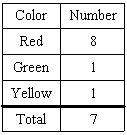 Color Number
Red 8
Green 1
Yellow 1
Total 7